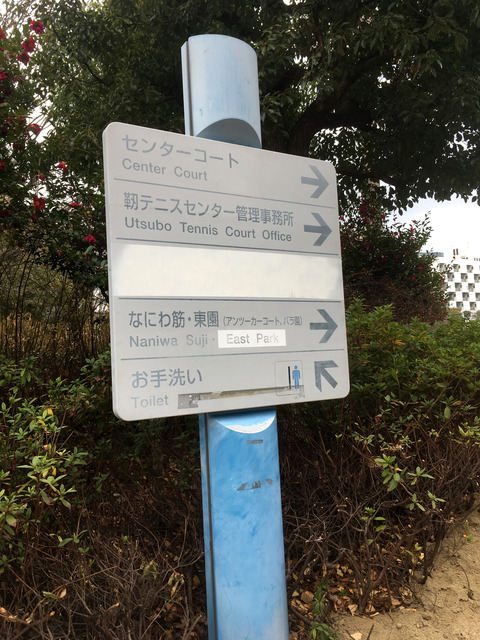 センターコート
Center Court
靭テニスセンター管理事務所
Utsubo Tennis Court Office
なにわ筋・東園 (アンツーカーコート、バラ園)
Naniwa Suji・East Park
お手洗い
Toilet